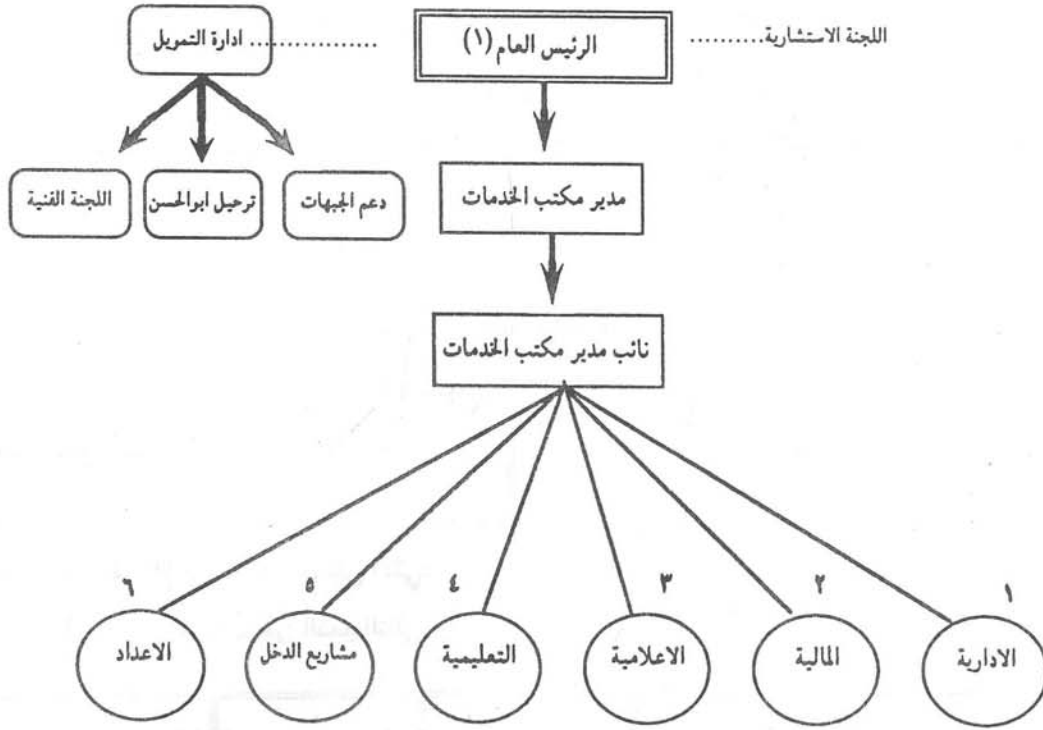 اللجنة الاستشارية..........
الرئيس العام (١)
.................. ادارة التمويل
دعم الجبهات
ترحيل ابوالحسن
اللجنة الفنية
مدير مكتب الخدمات
نائب مدير مكتب الخدمات
١
الادارية
٢
المالية
٣
الاعلامية
٤
التعليمية
٥
مشاريع الدخل
٦
الاعداد